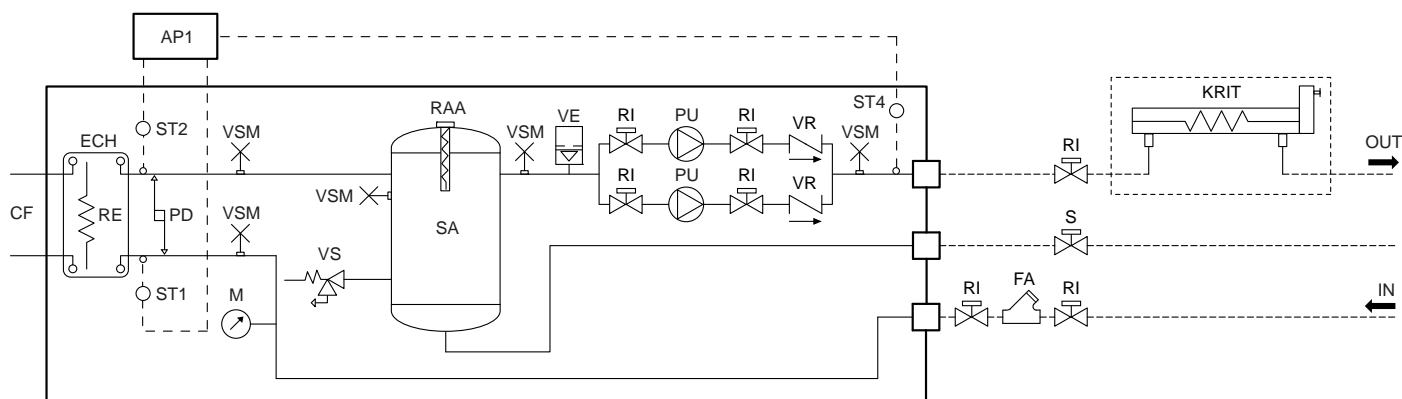 AP1
ST4
KRIT
RAA
VE
RI
PU
RI
VR
VSM
ST2
VSM
VSM
RI
OUT
ECH
VSM
RI
PU
RI
VR
CF
RE
PD
VSM
SA
S
VS
ST1
M
RI
FA
RI
IN